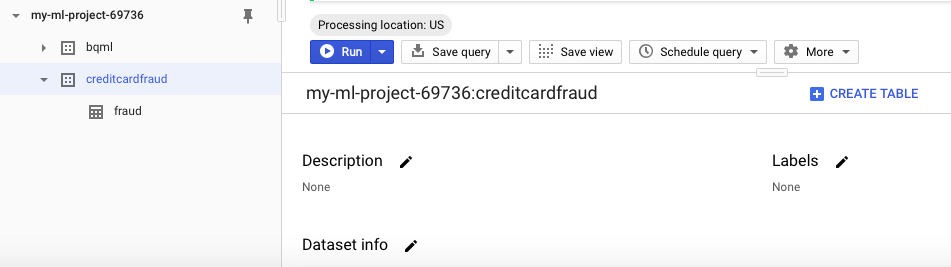 my-ml-project-69736
bqml
creditcardfraud
fraud
Processing location: US
Run
Save query
Save view
Schedule query
More
my-ml-project-69736:creditcardfraud
CREATE TABLE
Description
None
Labels
None
Dataset info